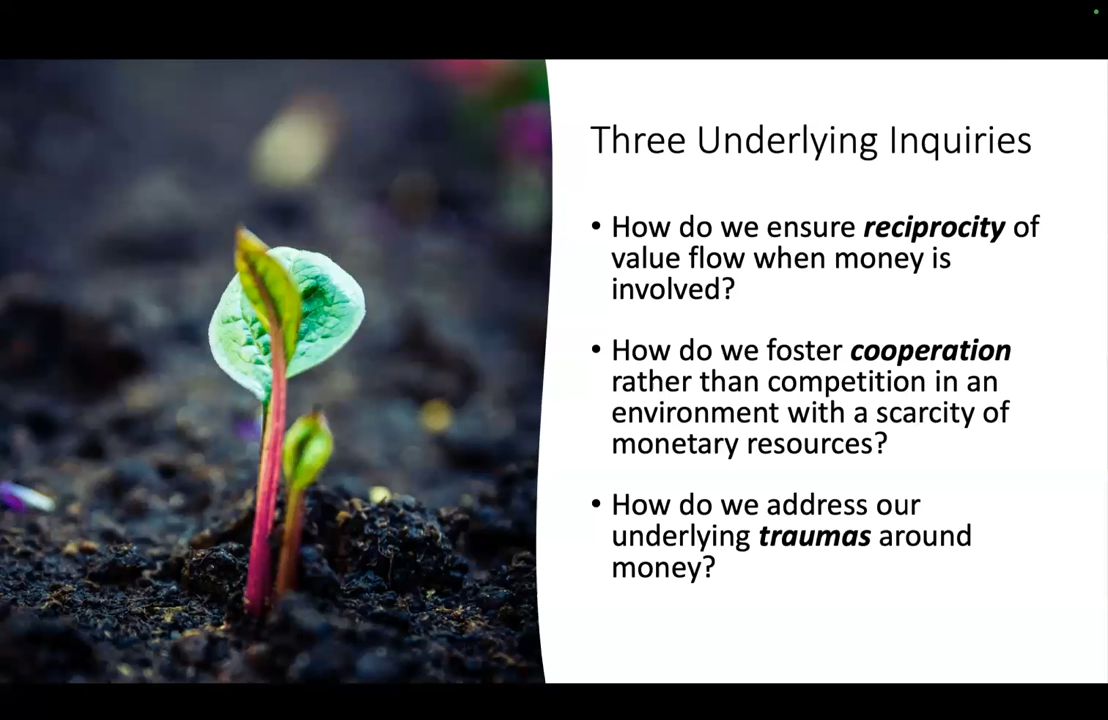 Three Underlying Inquiries
• How do we ensure reciprocity of
value flow when money is
involved?
• How do we foster cooperation
rather than competition in an
environment with a scarcity of
monetary resources?
• How do we address our
underlying traumas around
money?